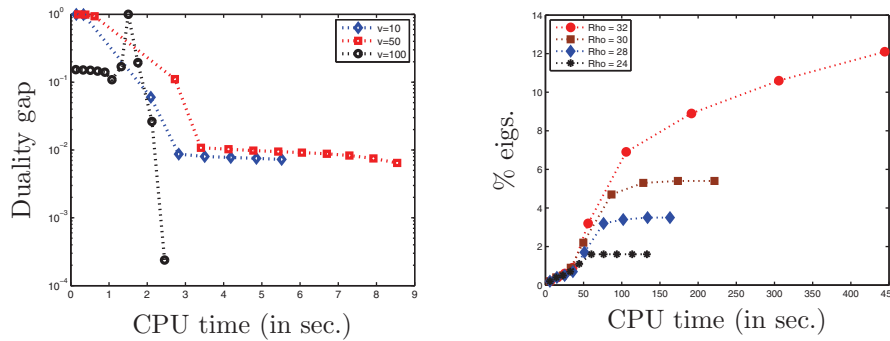 10⁰
10⁻¹
10⁻²
10⁻³
10⁻⁴
0 1 2 3 4 5 6 7 8 9
Duality gap
CPU time (in sec.)
v=10
v=50
v=100
14
12
10
8
6
4
2
0
0 50 100 150 200 250 300 350 400 45
% eigs.
CPU time (in sec.)
Rho = 32
Rho = 30
Rho = 28
Rho = 24